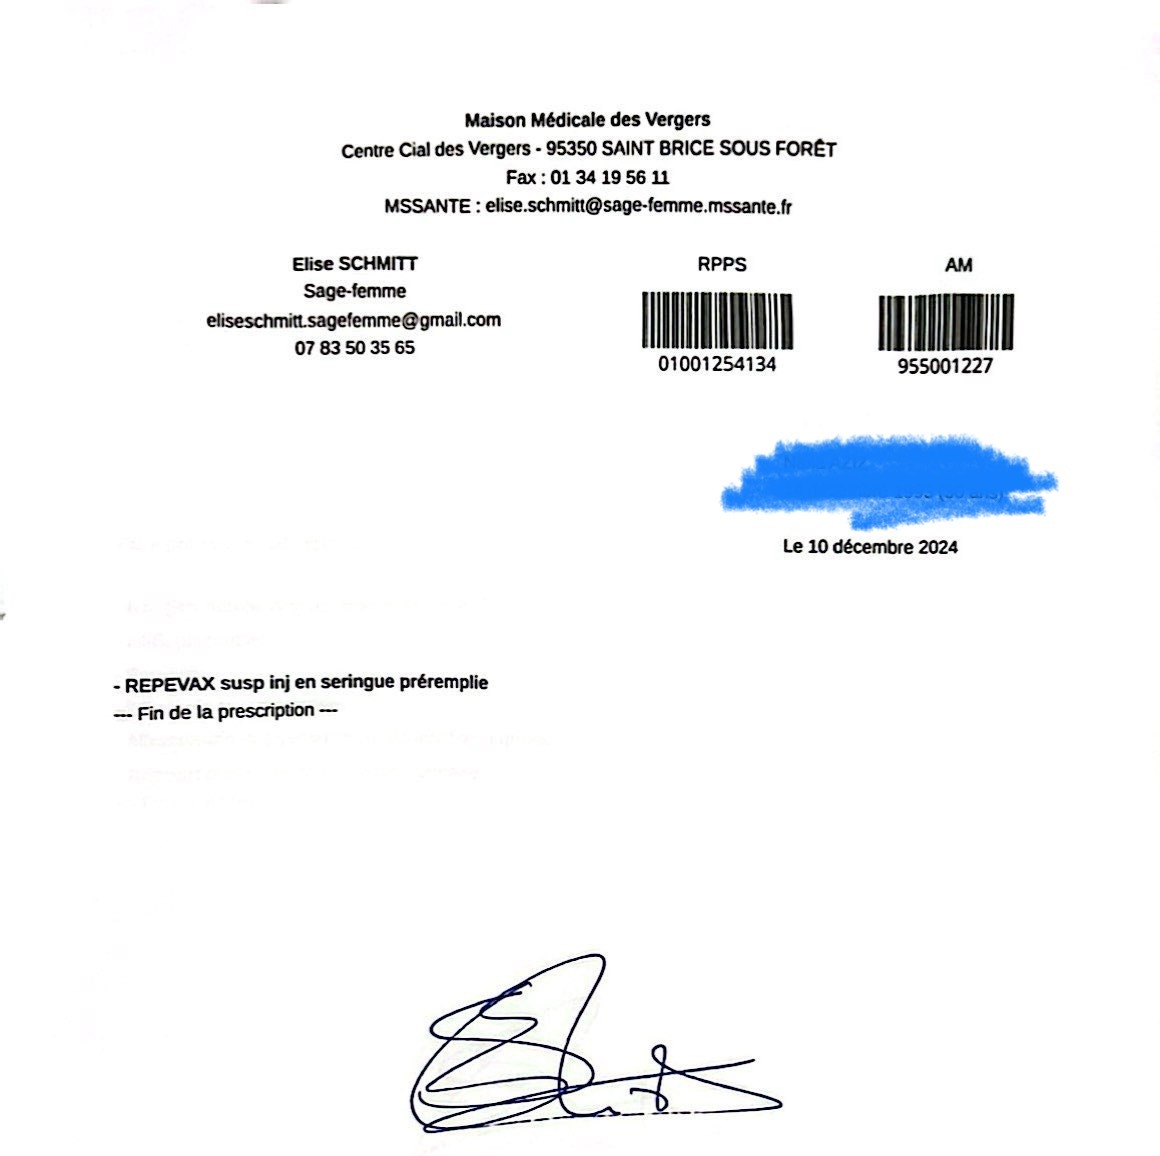 Maison Médicale des Vergers
Centre Cial des Vergers - 95350 SAINT BRICE SOUS FORÊT
Fax : 01 34 19 56 11
MSSANTE : elise.schmitt@sage-femme.mssante.fr
Elise SCHMITT
Sage-femme
eliseschmitt.sagefemme@gmail.com
07 83 50 35 65
RPPS
01001254134
AM
955001227
Le 10 décembre 2024
- REPEVAX susp inj en seringue préremplie
--- Fin de la prescription ---